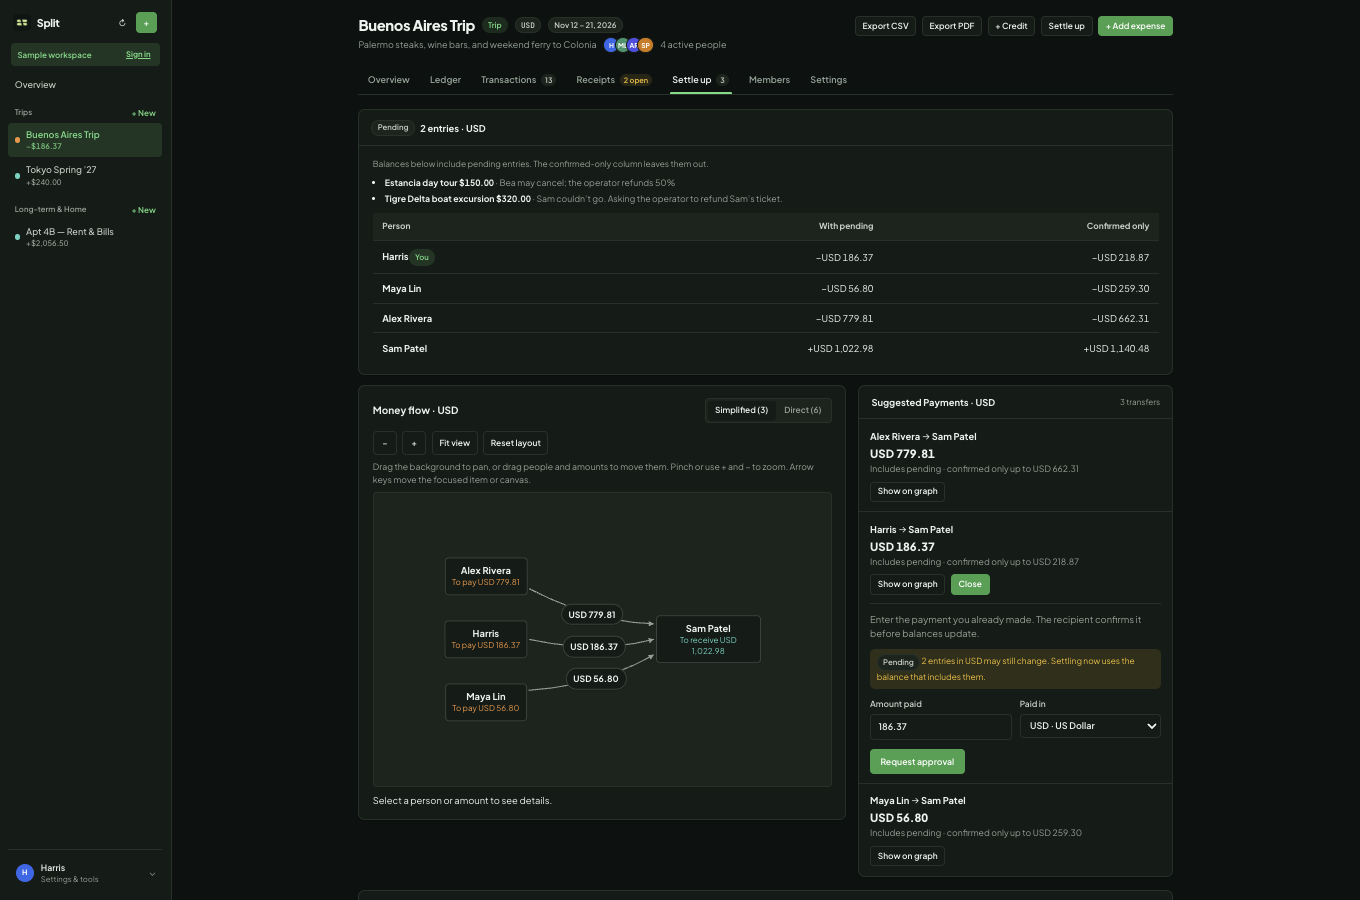 Split
+
Sample workspace
Sign in
Overview
Trips
+ New
Buenos Aires Trip
−$186.37
Tokyo Spring '27
+$240.00
Long-term & Home
+ New
Apt 4B — Rent & Bills
+$2,056.50
H
Harris
Settings & tools
Buenos Aires Trip
Trip
USD
Nov 12 – 21, 2026
Palermo steaks, wine bars, and weekend ferry to Colonia
H
SP
4 active people
Export CSV
Export PDF
+ Credit
Settle up
+ Add expense
Overview
Ledger
Transactions 13
Receipts 2 open
Settle up 3
Members
Settings
Pending 2 entries · USD
Balances below include pending entries. The confirmed-only column leaves them out.
• Estancia day tour $150.00 · Bea may cancel; the operator refunds 50%
• Tigre Delta boat excursion $320.00 · Sam couldn't go. Asking the operator to refund Sam's ticket.
Person With pending Confirmed only
Harris You −USD 186.37 −USD 218.87
Maya Lin −USD 56.80 −USD 259.30
Alex Rivera −USD 779.81 −USD 662.31
Sam Patel +USD 1,022.98 +USD 1,140.48
Money flow · USD
Simplified (3) Direct (6)
− + Fit view Reset layout
Drag the background to pan, or drag people and amounts to move them. Pinch or use + and − to zoom. Arrow
keys move the focused item or canvas.
Alex Rivera
To pay USD 779.81
USD 779.81
Harris
To pay USD 186.37
USD 186.37
Sam Patel
To receive USD
1,022.98
USD 56.80
Maya Lin
To pay USD 56.80
Select a person or amount to see details.
Suggested Payments · USD
3 transfers
Alex Rivera → Sam Patel
USD 779.81
Includes pending · confirmed only up to USD 662.31
Show on graph
Harris → Sam Patel
USD 186.37
Includes pending · confirmed only up to USD 218.87
Show on graph Close
Enter the payment you already made. The recipient confirms it
before balances update.
Pending 2 entries in USD may still change. Settling now uses the
balance that includes them.
Amount paid Paid in
186.37 USD · US Dollar
Request approval
Maya Lin → Sam Patel
USD 56.80
Includes pending · confirmed only up to USD 259.30
Show on graph